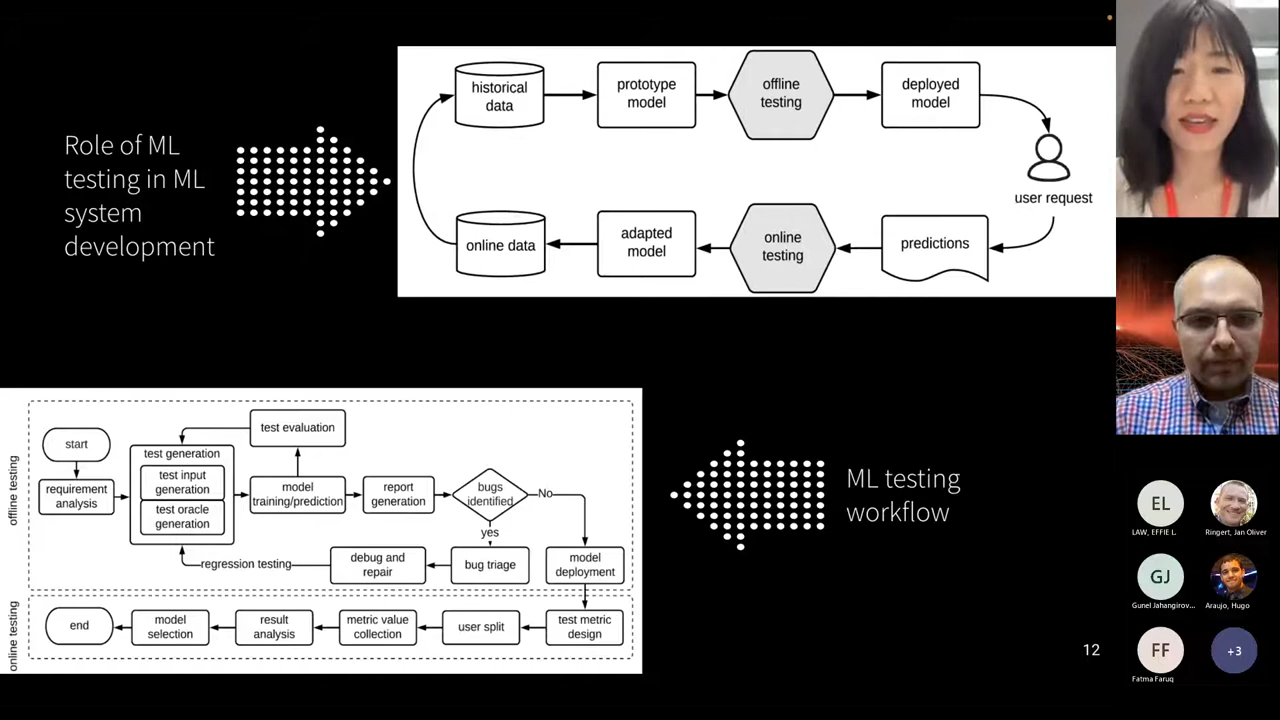 Role of ML
testing in ML
system
development
historical
data
prototype
model
offline
testing
deployed
model
user request
predictions
online
testing
adapted
model
online data
ML testing
workflow
offline testing
start
requirement
analysis
test generation
test input
generation
test oracle
generation
test evaluation
model
training/prediction
report
generation
bugs
identified
No
yes
bug triage
debug and
repair
regression testing
model
deployment
online testing
test metric
design
user split
metric value
collection
result
analysis
model
selection
end
12
EL
LAW, EFFIE L.
Ringert, Jan Oliver
GJ
Gunel Jahangirov...
Araujo, Hugo
FF
Fatma Faruq
+3